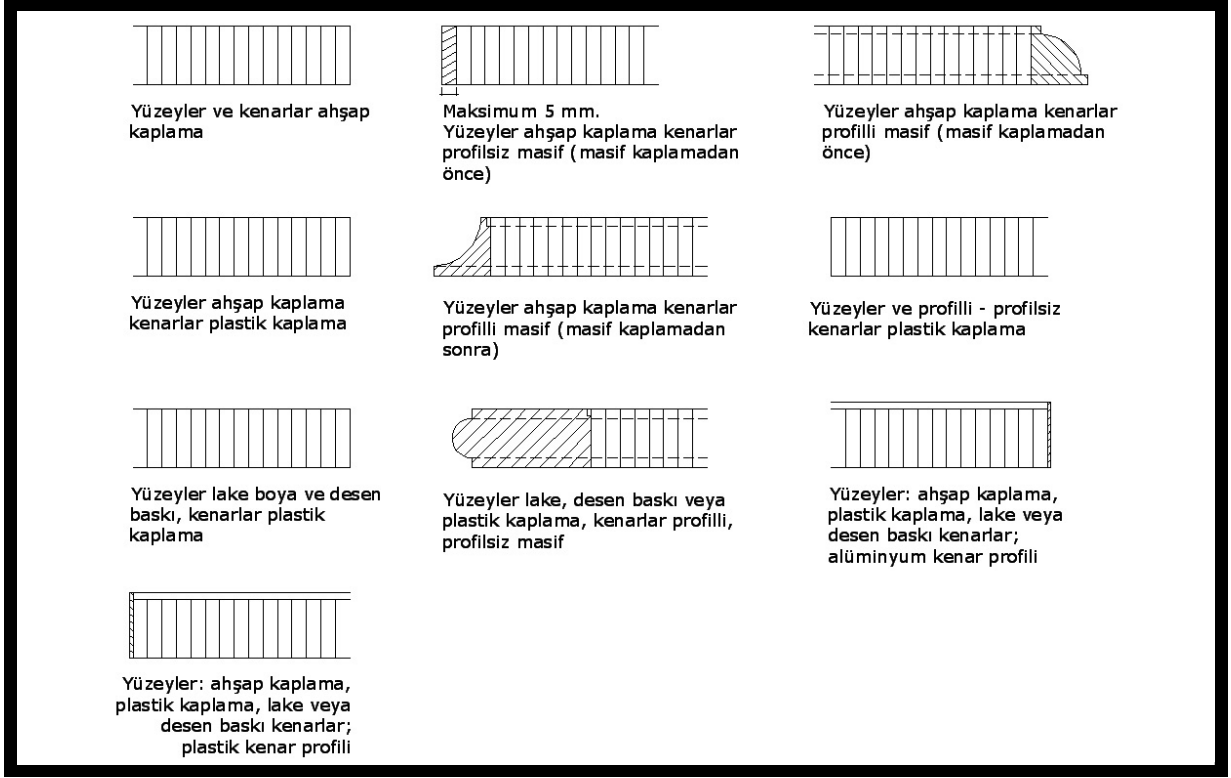 Yüzeyler ve kenarlar ahşap
kaplama
Maksimum 5 mm.
Yüzeyler ahşap kaplama kenarlar
profilsiz masif (masif kaplamadan
önce)
Yüzeyler ahşap kaplama kenarlar
profilli masif (masif kaplamadan
önce)
Yüzeyler ahşap kaplama
kenarlar plastik kaplama
Yüzeyler ahşap kaplama kenarlar
profilli masif (masif kaplamadan
sonra)
Yüzeyler ve profilli - profilsiz
kenarlar plastik kaplama
Yüzeyler lake boya ve desen
baskı, kenarlar plastik
kaplama
Yüzeyler lake, desen baskı veya
plastik kaplama, kenarlar profilli,
profilsiz masif
Yüzeyler: ahşap kaplama,
plastik kaplama, lake veya
desen baskı kenarlar;
alüminyum kenar profili
Yüzeyler: ahşap kaplama,
plastik kaplama, lake veya
desen baskı kenarlar;
plastik kenar profili